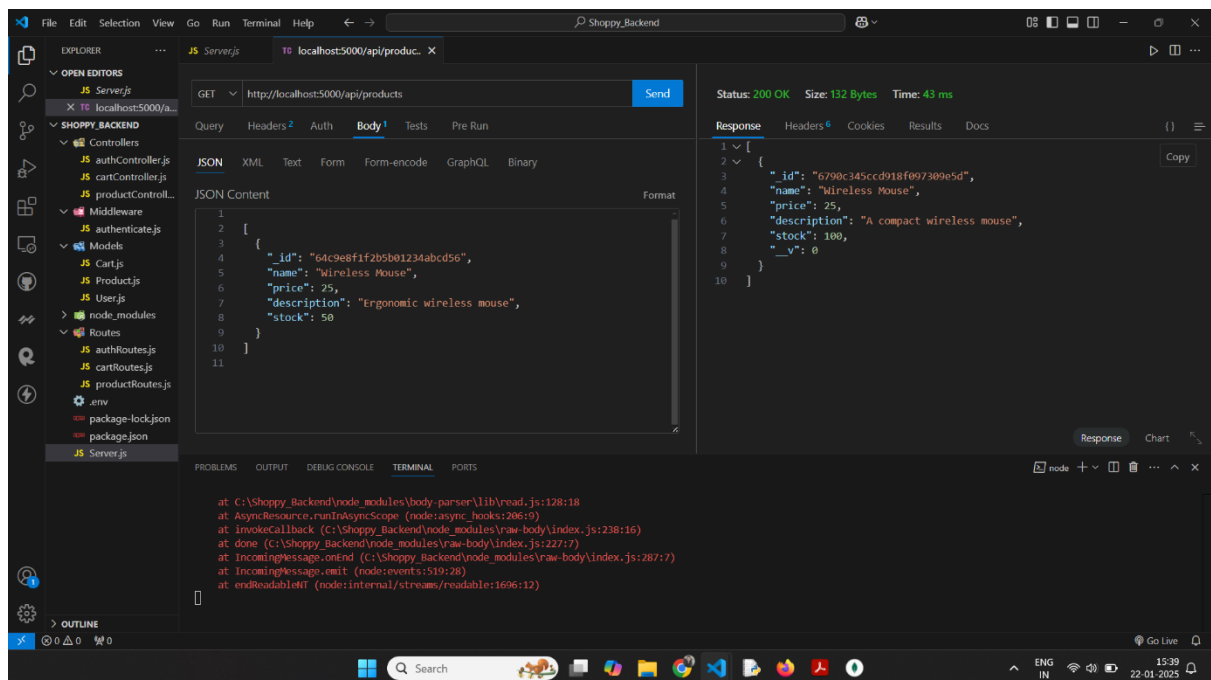 File Edit Selection View Go Run Terminal Help
Shoppy_Backend
EXPLORER
OPEN EDITORS
JS Server.js
TC localhost:5000/a...
SHOPPY_BACKEND
Controllers
JS authController.js
JS cartController.js
JS productControll...
Middleware
JS authenticate.js
Models
JS Cart.js
JS Product.js
JS User.js
node_modules
Routes
JS authRoutes.js
JS cartRoutes.js
JS productRoutes.js
.env
package-lock.json
package.json
JS Server.js
OUTLINE
JS Server.js TC localhost:5000/api/produc..
GET http://localhost:5000/api/products Send
Query Headers 2 Auth Body 1 Tests Pre Run
JSON XML Text Form Form-encode GraphQL Binary
JSON Content Format
1
2 [
3 {
4 "_id": "64c9e8f1f2b5b01234abcd56",
5 "name": "Wireless Mouse",
6 "price": 25,
7 "description": "Ergonomic wireless mouse",
8 "stock": 50
9 }
10 ]
11
Status: 200 OK Size: 132 Bytes Time: 43 ms
Response Headers 6 Cookies Results Docs
{ }
Copy
1 [
2 {
3 "_id": "6790c345ccd918f097309e5d",
4 "name": "Wireless Mouse",
5 "price": 25,
6 "description": "A compact wireless mouse",
7 "stock": 100,
8 "__v": 0
9 }
10 ]
Response Chart
PROBLEMS OUTPUT DEBUG CONSOLE TERMINAL PORTS
node
at C:\Shoppy_Backend\node_modules\body-parser\lib\read.js:128:18
at AsyncResource.runInAsyncScope (node:async_hooks:206:9)
at invokeCallback (C:\Shoppy_Backend\node_modules\raw-body\index.js:238:16)
at done (C:\Shoppy_Backend\node_modules\raw-body\index.js:227:7)
at IncomingMessage.onEnd (C:\Shoppy_Backend\node_modules\raw-body\index.js:287:7)
at IncomingMessage.emit (node:events:519:28)
at endReadableNT (node:internal/streams/readable:1696:12)
0 0 0
Go Live
Search
ENG
IN
15:39
22-01-2025